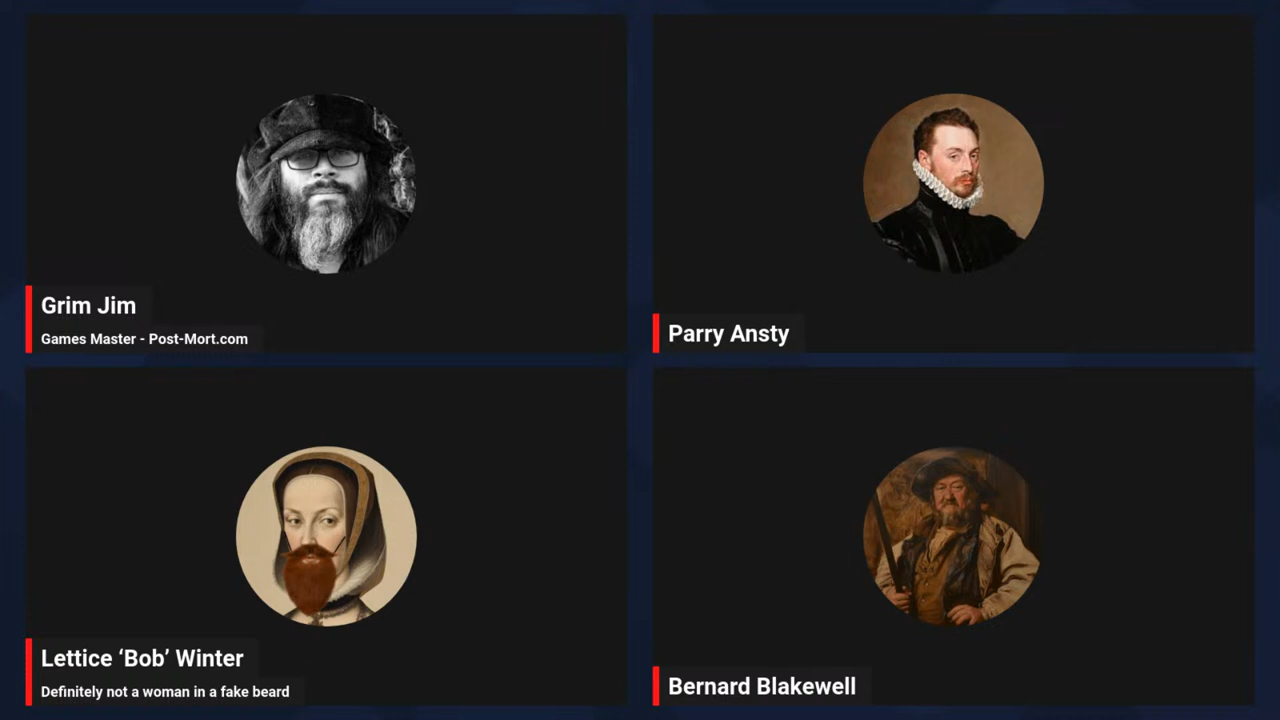 Grim Jim
Games Master - Post-Mort.com
Parry Ansty
Lettice ‘Bob’ Winter
Definitely not a woman in a fake beard
Bernard Blakewell